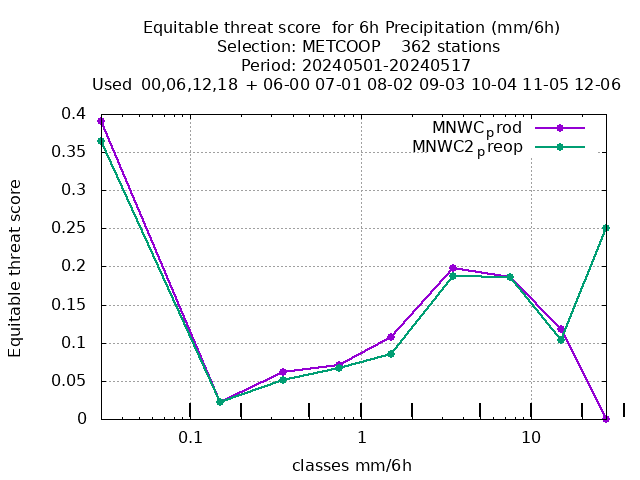 Equitable threat score  for 6h Precipitation (mm/6h)
Selection: METCOOP    362 stations
Period: 20240501-20240517
Used  00,06,12,18  + 06-00 07-01 08-02 09-03 10-04 11-05 12-06
0.4
0.35
0.3
0.25
0.2
0.15
0.1
0.05
0
Equitable threat score
MNWCprod
MNWC2preop
0.1
1
10
classes mm/6h